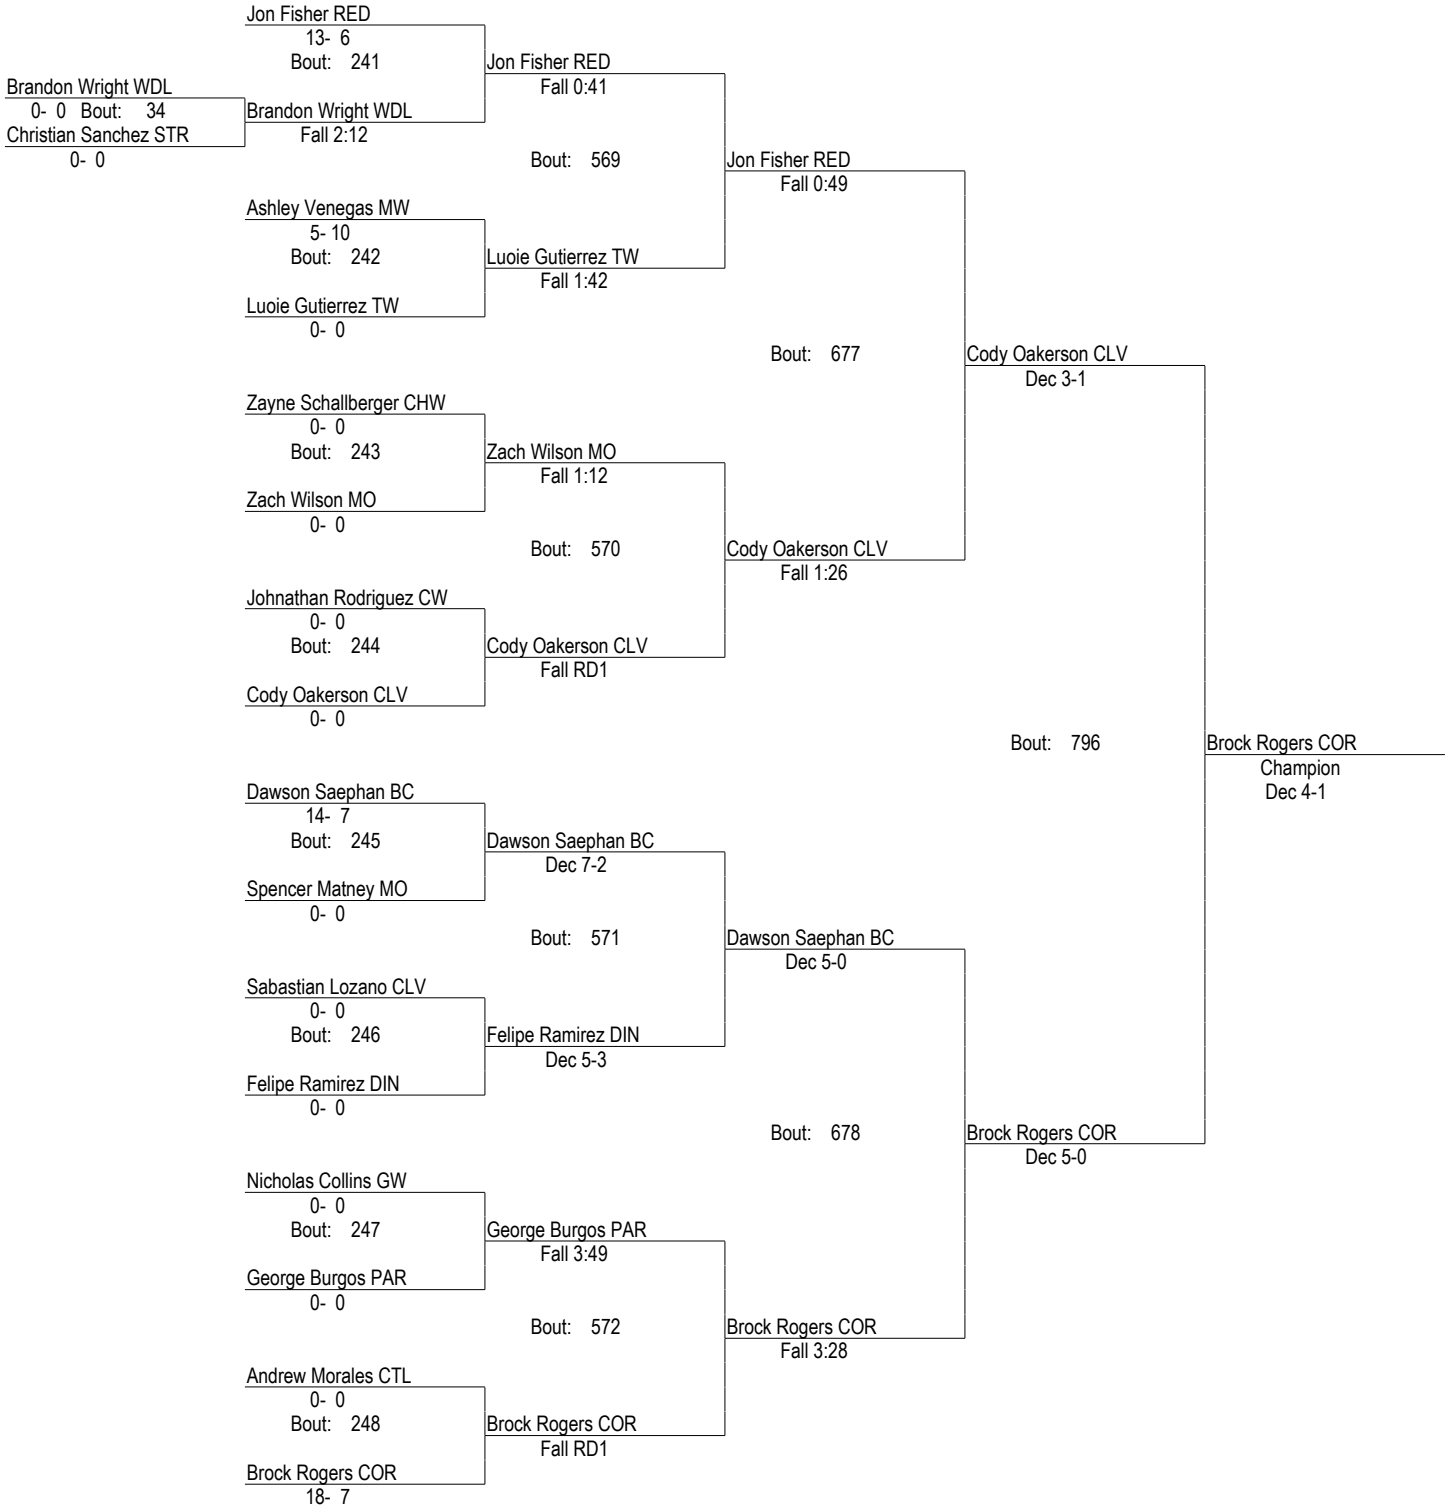 Jon Fisher RED
13- 6
Bout: 241
Jon Fisher RED
Fall 0:41
Brandon Wright WDL
0- 0 Bout: 34
Brandon Wright WDL
Fall 2:12
Christian Sanchez STR
0- 0
Bout: 569
Jon Fisher RED
Fall 0:49
Ashley Venegas MW
5- 10
Bout: 242
Luoie Gutierrez TW
Fall 1:42
Luoie Gutierrez TW
0- 0
Bout: 677
Cody Oakerson CLV
Dec 3-1
Zayne Schallberger CHW
0- 0
Bout: 243
Zach Wilson MO
Fall 1:12
Zach Wilson MO
0- 0
Bout: 570
Cody Oakerson CLV
Fall 1:26
Johnathan Rodriguez CW
0- 0
Bout: 244
Cody Oakerson CLV
Fall RD1
Cody Oakerson CLV
0- 0
Bout: 796
Brock Rogers COR
Champion
Dec 4-1
Dawson Saephan BC
14- 7
Bout: 245
Dawson Saephan BC
Dec 7-2
Spencer Matney MO
0- 0
Bout: 571
Dawson Saephan BC
Dec 5-0
Sabastian Lozano CLV
0- 0
Bout: 246
Felipe Ramirez DIN
Dec 5-3
Felipe Ramirez DIN
0- 0
Bout: 678
Brock Rogers COR
Dec 5-0
Nicholas Collins GW
0- 0
Bout: 247
George Burgos PAR
Fall 3:49
George Burgos PAR
0- 0
Bout: 572
Brock Rogers COR
Fall 3:28
Andrew Morales CTL
0- 0
Bout: 248
Brock Rogers COR
Fall RD1
Brock Rogers COR
18- 7